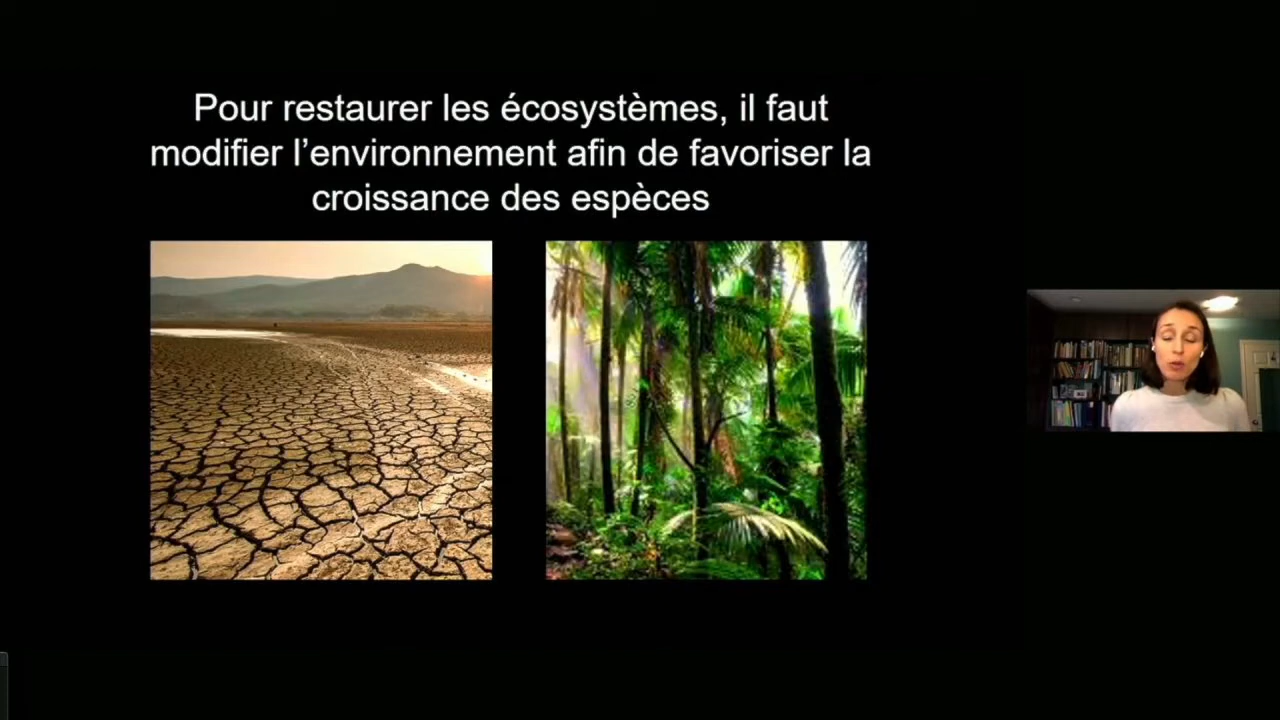 Pour restaurer les écosystèmes, il faut
modifier l’environnement afin de favoriser la
croissance des espèces